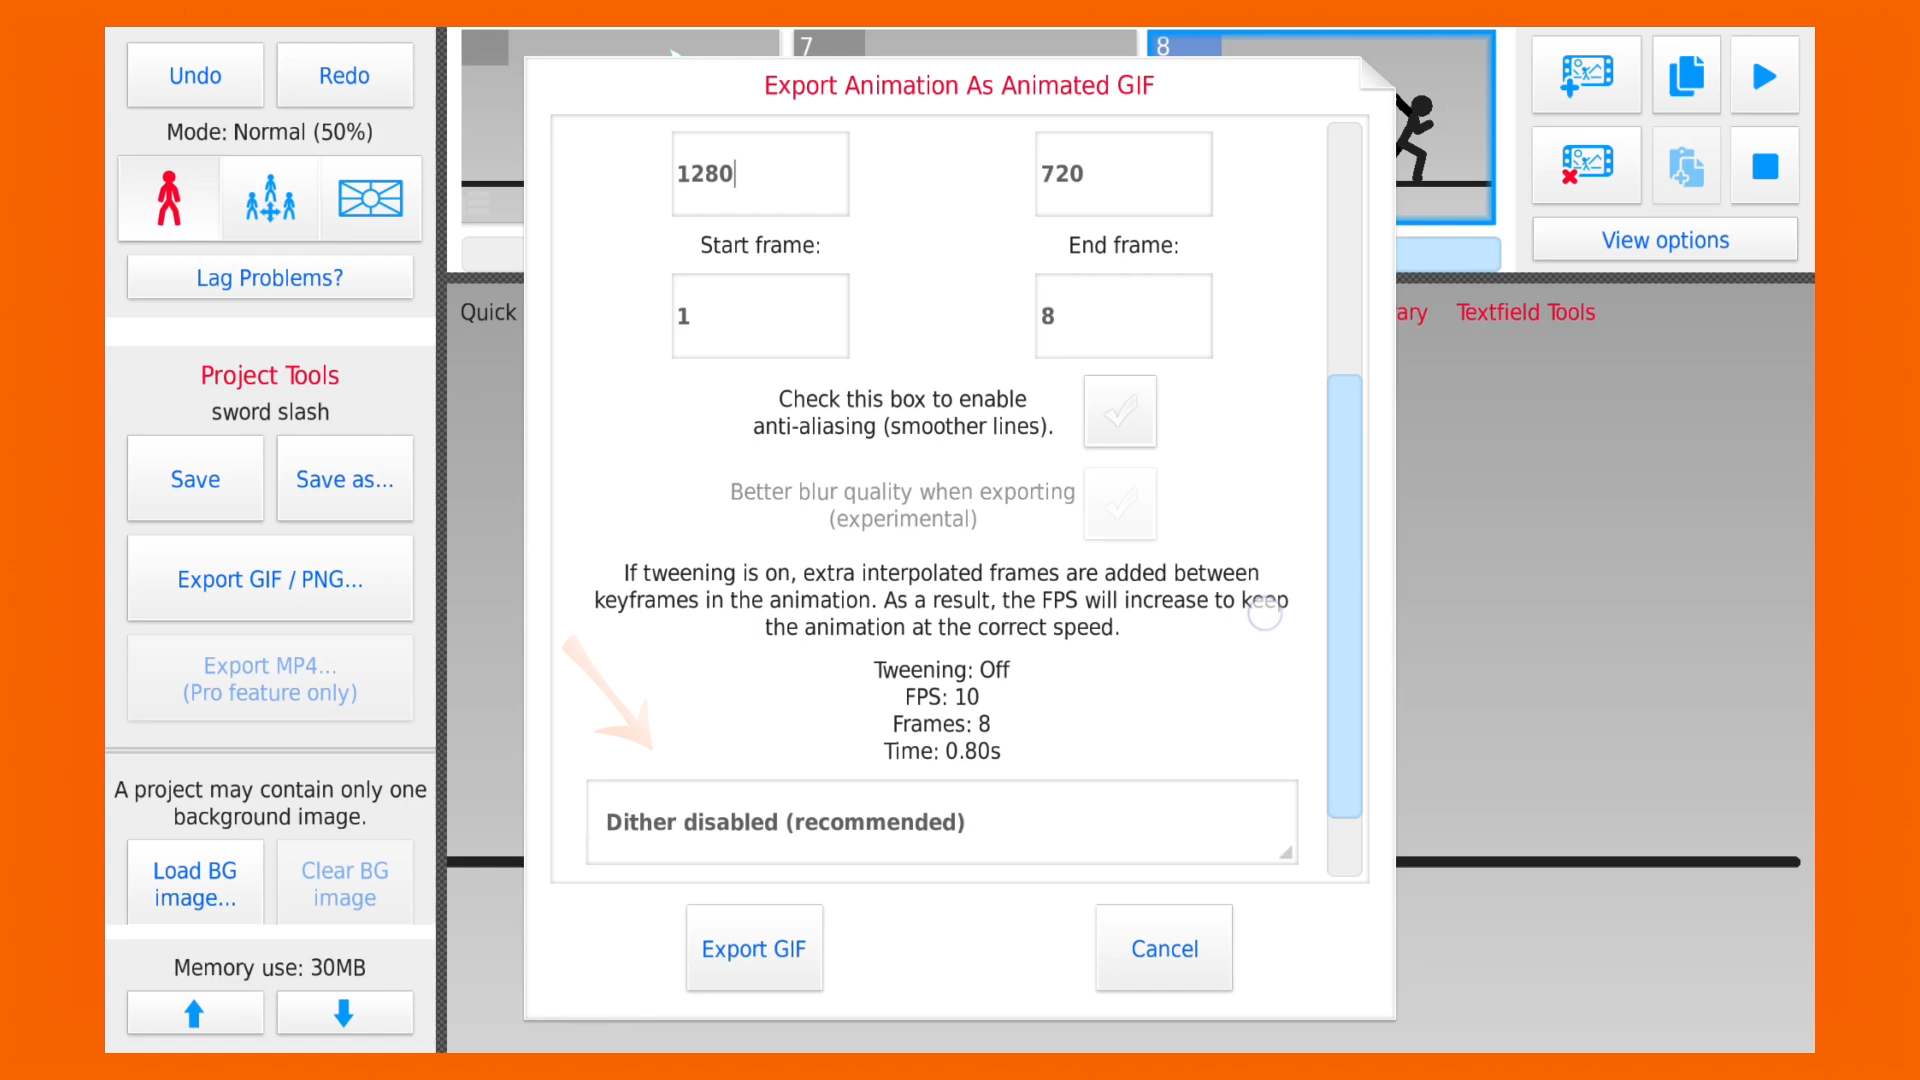 Undo
Redo
Mode: Normal (50%)
Lag Problems?
Project Tools
sword slash
Save
Save as...
Export GIF / PNG...
Export MP4...
(Pro feature only)
A project may contain only one
background image.
Load BG
image...
Clear BG
image
Memory use: 30MB
7
8
View options
Quick
ary
Textfield Tools
Export Animation As Animated GIF
1280
720
Start frame:
End frame:
1
8
Check this box to enable
anti-aliasing (smoother lines).
Better blur quality when exporting
(experimental)
If tweening is on, extra interpolated frames are added between
keyframes in the animation. As a result, the FPS will increase to keep
the animation at the correct speed.
Tweening: Off
FPS: 10
Frames: 8
Time: 0.80s
Dither disabled (recommended)
Export GIF
Cancel